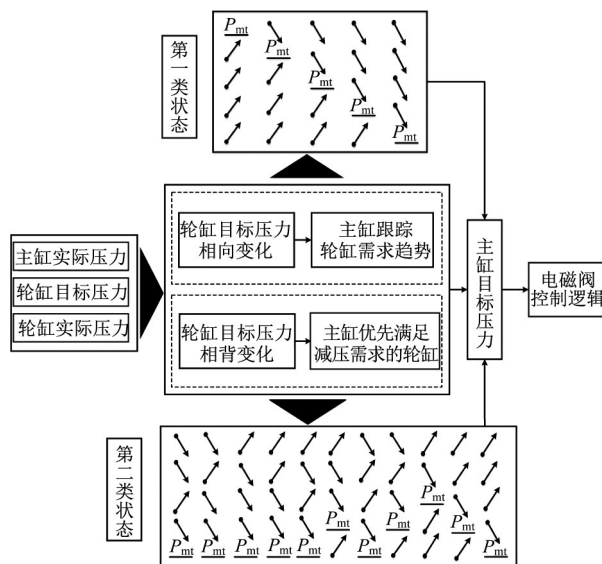 第一类状态
P_mt
P_mt
P_mt
P_mt
P_mt
主缸实际压力
轮缸目标压力
轮缸实际压力
轮缸目标压力
相向变化
主缸跟踪
轮缸需求趋势
轮缸目标压力
相背变化
主缸优先满足
减压需求的轮缸
主缸目标压力
电磁阀
控制逻辑
第二类状态
P_mt
P_mt
P_mt
P_mt
P_mt
P_mt
P_mt
P_mt
P_mt
P_mt
P_mt